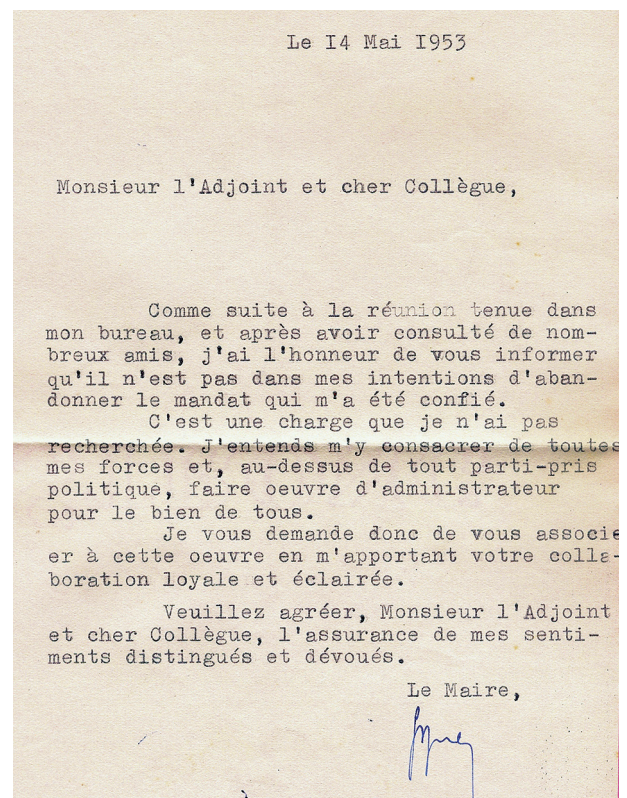 Le I4 Mai I953
Monsieur l'Adjoint et cher Collègue,
Comme suite à la réunion tenue dans
mon bureau, et après avoir consulté de nom-
breux amis, j'ai l'honneur de vous informer
qu'il n'est pas dans mes intentions d'aban-
donner le mandat qui m'a été confié.
C'est une charge que je n'ai pas
recherchée. J'entends m'y consacrer de toutes
mes forces et, au-dessus de tout parti-pris
politique, faire oeuvre d'administrateur
pour le bien de tous.
Je vous demande donc de vous associe
er à cette oeuvre en m'apportant votre colla-
boration loyale et éclairée.
Veuillez agréer, Monsieur l'Adjoint
et cher Collègue, l'assurance de mes senti-
ments distingués et dévoués.
Le Maire,